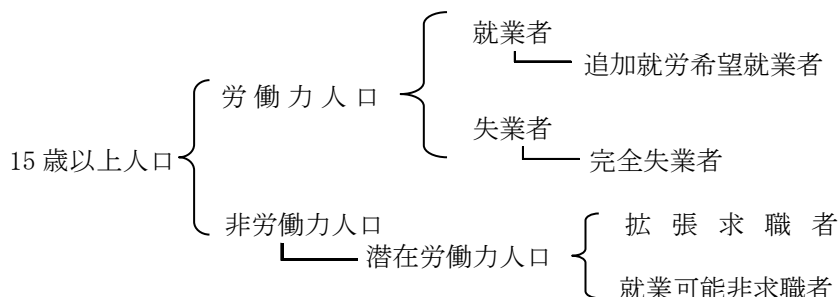 就業者
追加就労希望就業者
労働力人口
失業者
15歳以上人口
完全失業者
非労働力人口
拡張求職者
潜在労働力人口
就業可能非求職者